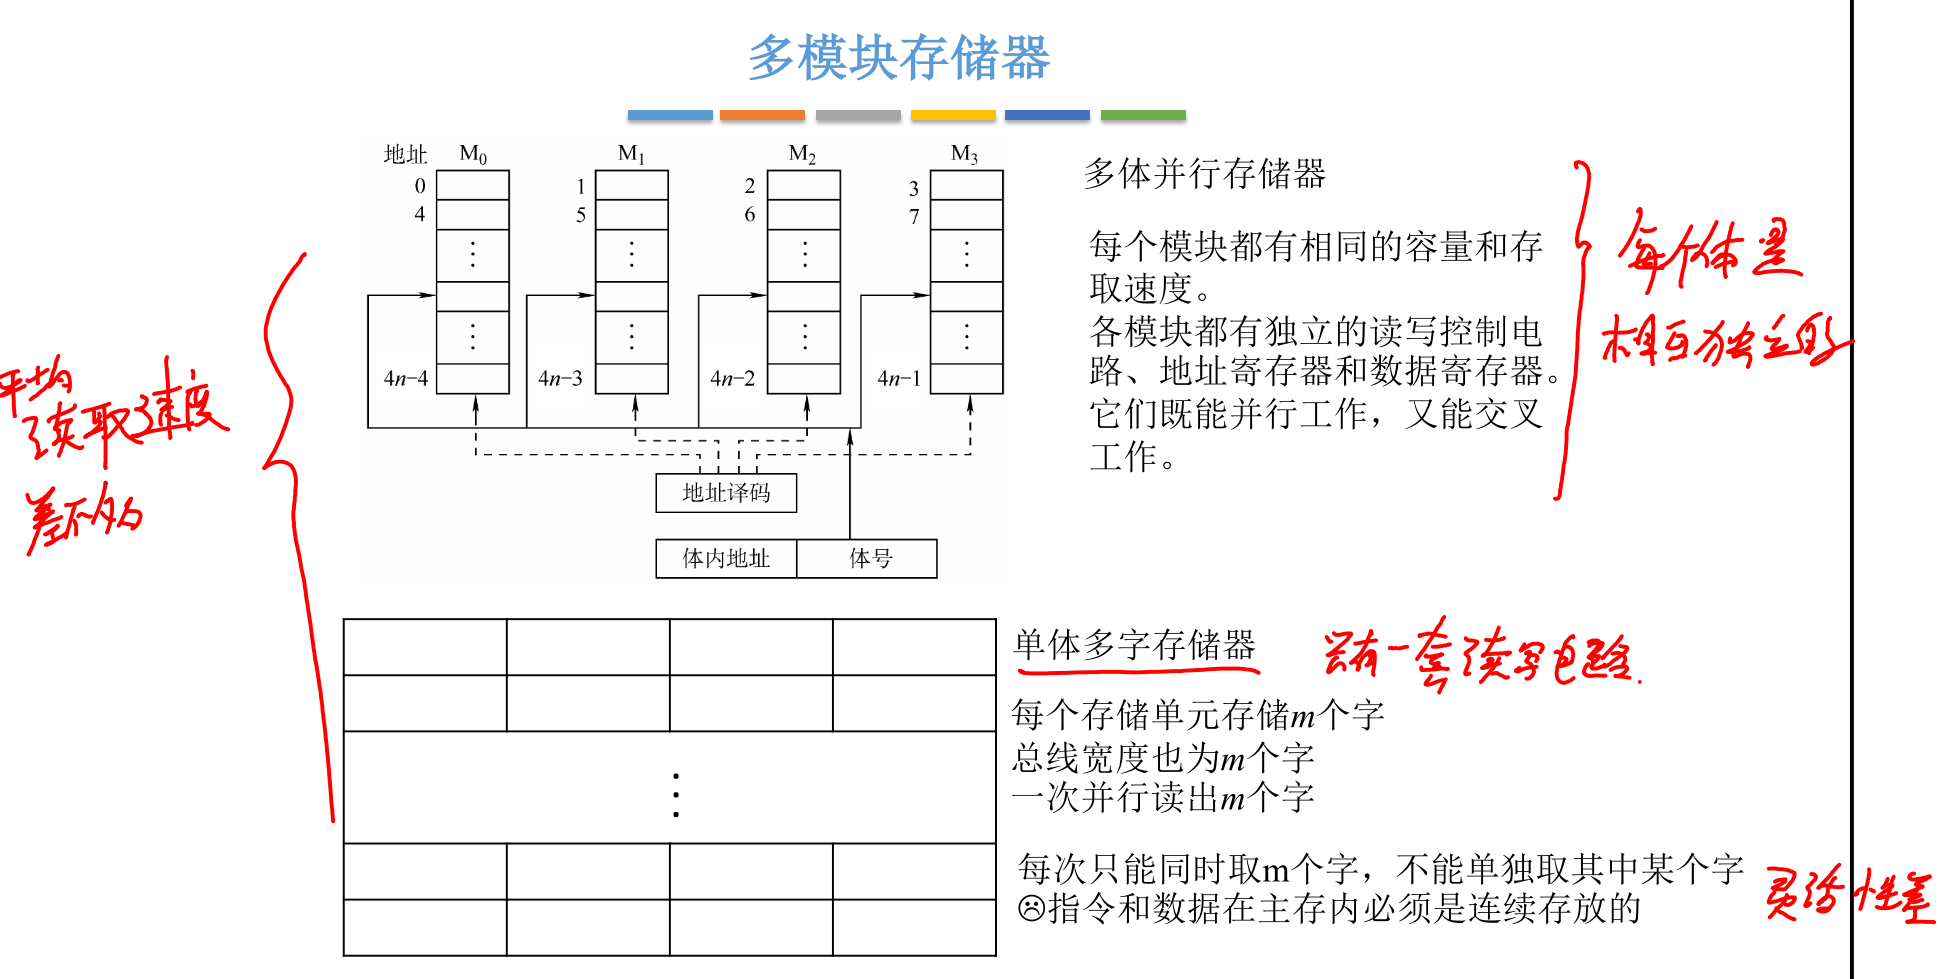 多模块存储器
地址 M0 M1 M2 M3
0 1 2 3
4 5 6 7
4n-4 4n-3 4n-2 4n-1
地址译码
体内地址 体号
多体并行存储器
每个模块都有相同的容量和存
取速度。
各模块都有独立的读写控制电
路、地址寄存器和数据寄存器。
它们既能并行工作，又能交叉
工作。
每个体是
相互独立的
平均
读取速度
差不多
单体多字存储器
只有一套读写电路.
每个存储单元存储m个字
总线宽度也为m个字
一次并行读出m个字
每次只能同时取m个字，不能单独取其中某个字
☹指令和数据在主存内必须是连续存放的
灵活性差